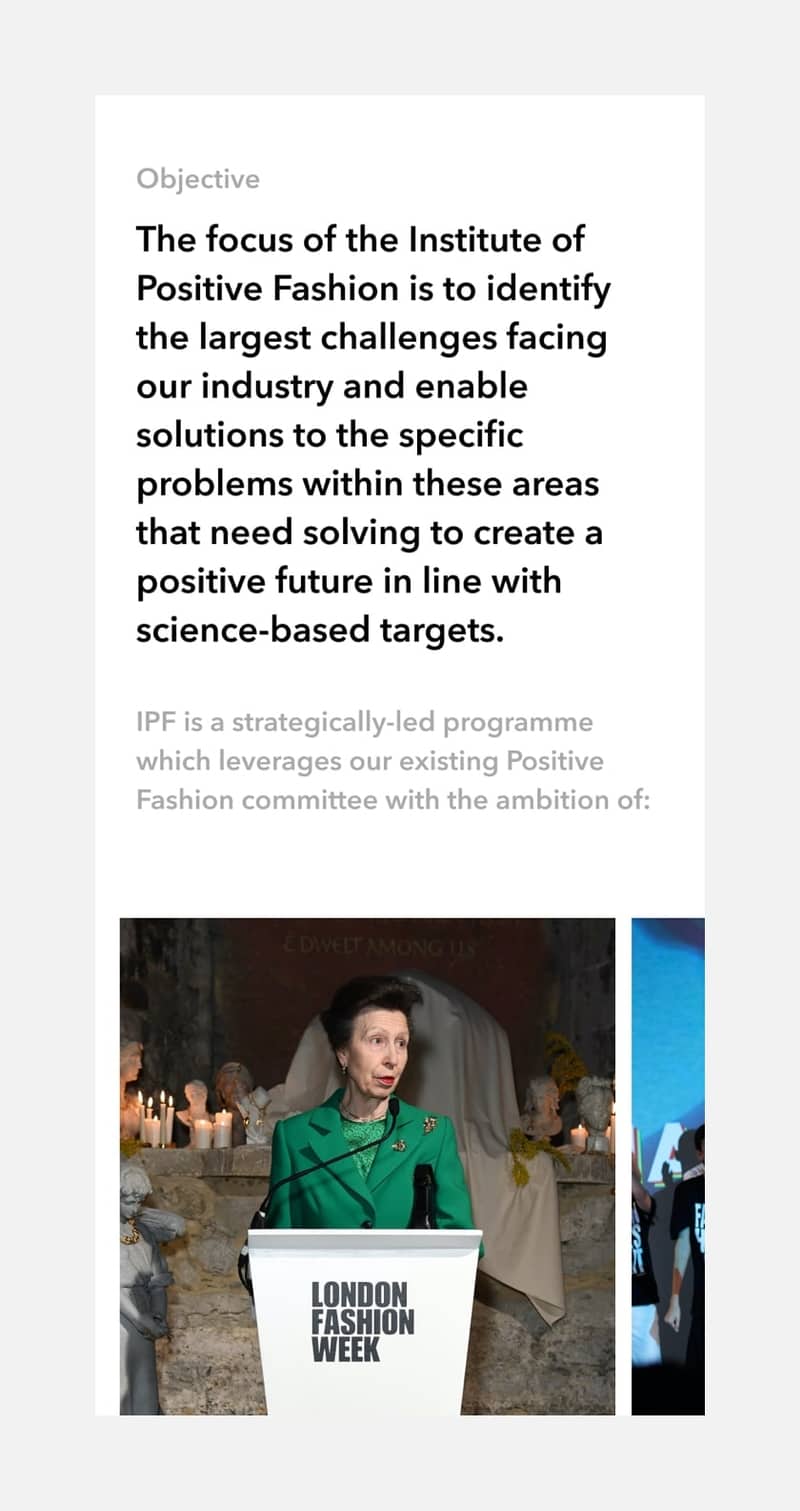 Objective
The focus of the Institute of
Positive Fashion is to identify
the largest challenges facing
our industry and enable
solutions to the specific
problems within these areas
that need solving to create a
positive future in line with
science-based targets.
IPF is a strategically-led programme
which leverages our existing Positive
Fashion committee with the ambition of:
DWELT AMONG US
LONDON
FASHION
WEEK